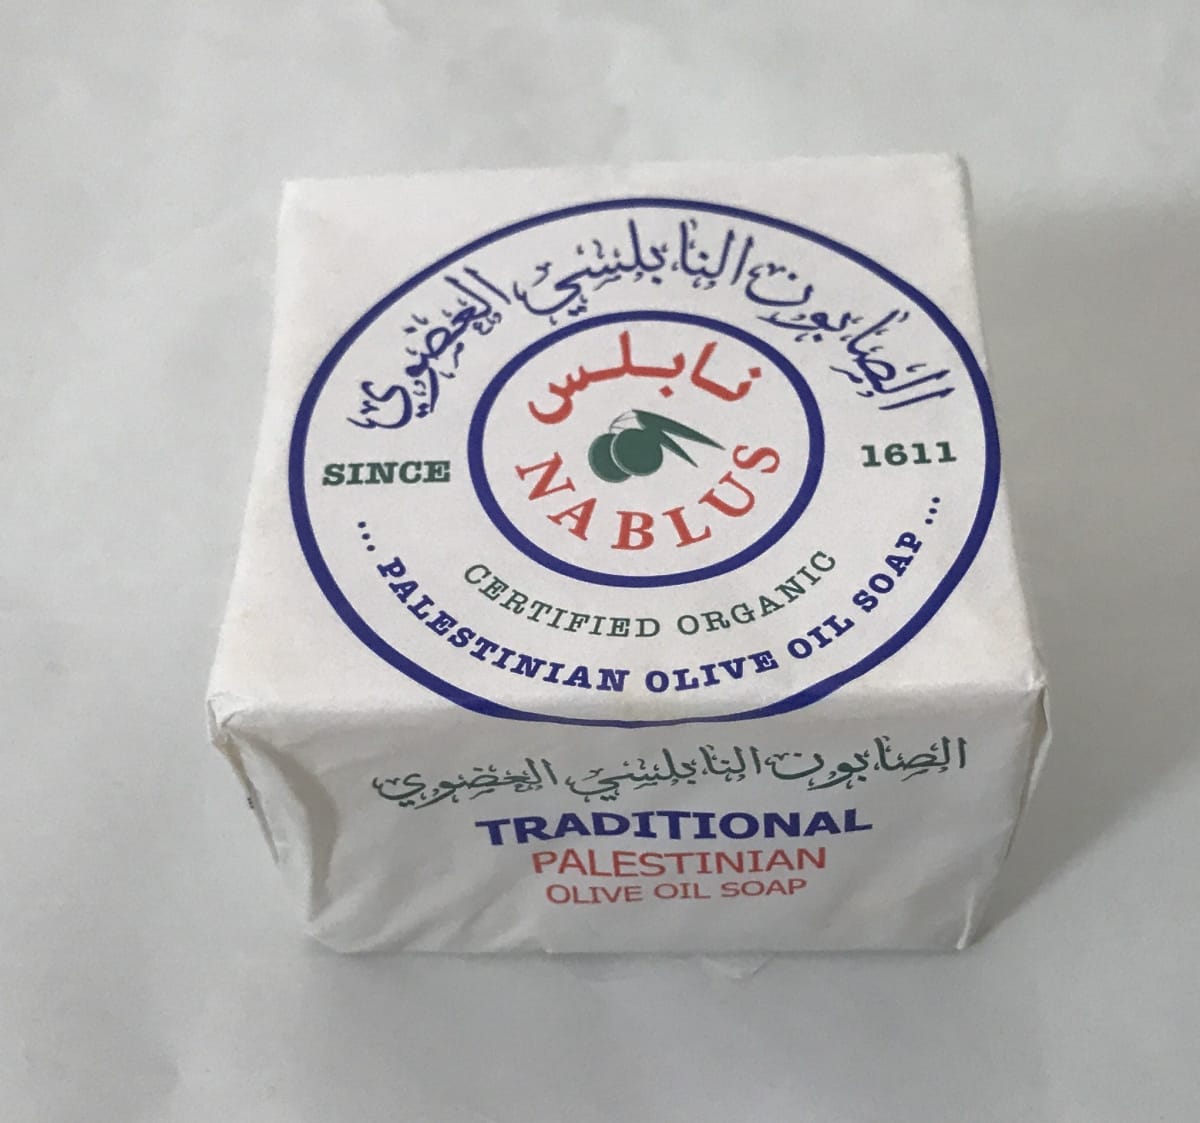 الصابون النابلسي العضوي
نابلس
NABLUS
SINCE 1611
CERTIFIED ORGANIC
... PALESTINIAN OLIVE OIL SOAP ...
الصابون النابلسي العضوي
TRADITIONAL
PALESTINIAN
OLIVE OIL SOAP